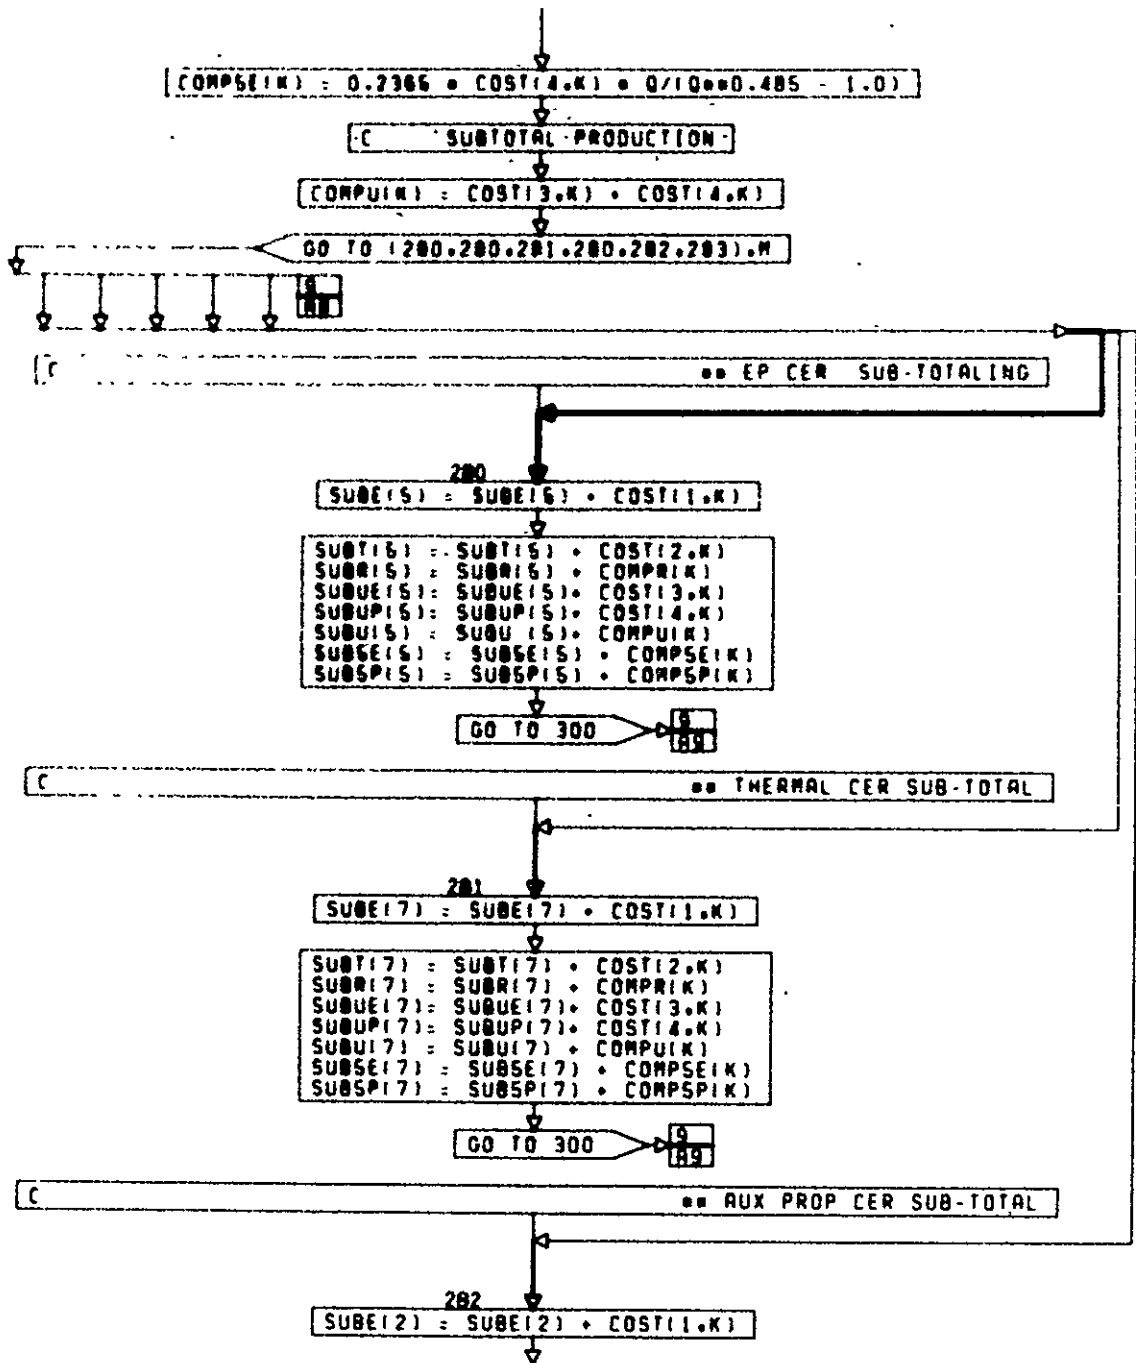 COMPSE(K) = 0.2365 * COST(4,K) * Q/(Q**0.485 - 1.0)
C SUBTOTAL PRODUCTION
COMPU(K) = COST(3,K) + COST(4,K)
GO TO (280,280,281,280,282,283),M
9
C ** EP CER SUB-TOTALING
280
SUBE(5) = SUBE(5) + COST(1,K)
SUBT(5) = SUBT(5) + COST(2,K)
SUBR(5) = SUBR(5) + COMPR(K)
SUBUE(5)= SUBUE(5)+ COST(3,K)
SUBUP(5)= SUBUP(5)+ COST(4,K)
SUBU(5) = SUBU (5)+ COMPU(K)
SUBSE(5) = SUBSE(5) + COMPSE(K)
SUBSP(5) = SUBSP(5) + COMPSP(K)
GO TO 300
9
A9
C ** THERMAL CER SUB-TOTAL
281
SUBE(7) = SUBE(7) + COST(1,K)
SUBT(7) = SUBT(7) + COST(2,K)
SUBR(7) = SUBR(7) + COMPR(K)
SUBUE(7)= SUBUE(7)+ COST(3,K)
SUBUP(7)= SUBUP(7)+ COST(4,K)
SUBU(7) = SUBU(7) + COMPU(K)
SUBSE(7) = SUBSE(7) + COMPSE(K)
SUBSP(7) = SUBSP(7) + COMPSP(K)
GO TO 300
9
A9
C ** AUX PROP CER SUB-TOTAL
282
SUBE(2) = SUBE(2) + COST(1,K)